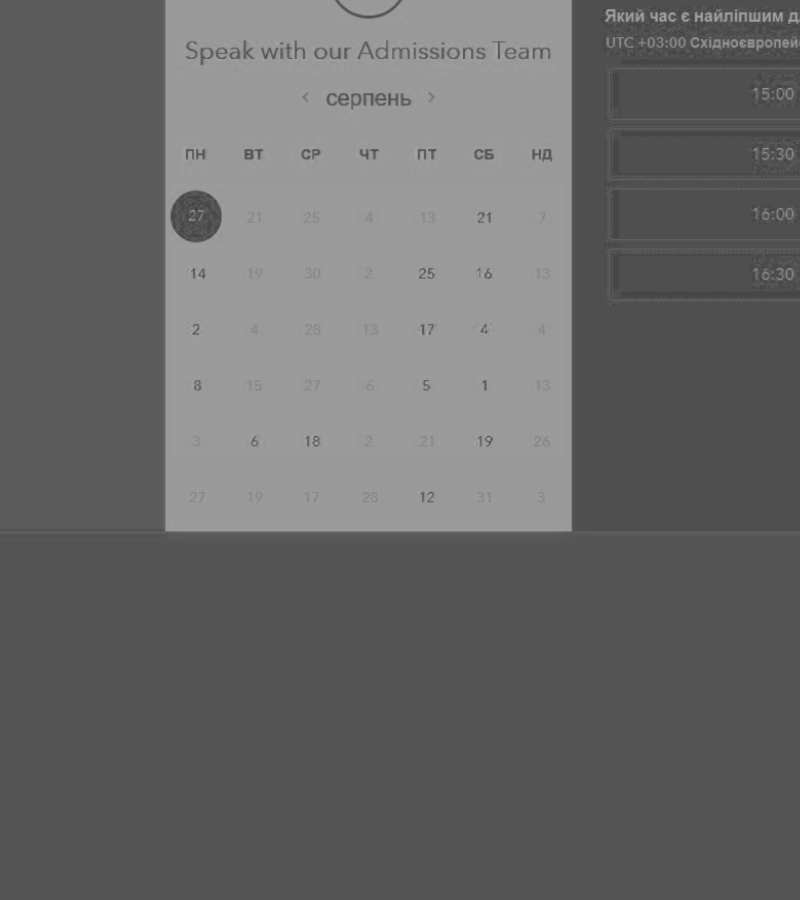 Speak with our Admissions Team
< серпень >
ПН ВТ СР ЧТ ПТ СБ НД
27 21 25 4 13 21 7
14 19 30 2 25 16 13
2 4 28 13 17 4 4
8 15 27 6 5 1 13
3 6 18 2 21 19 26
27 19 17 28 12 31 3
Який час є найліпшим
UTC +03:00
15:00
15:30
16:00
16:30